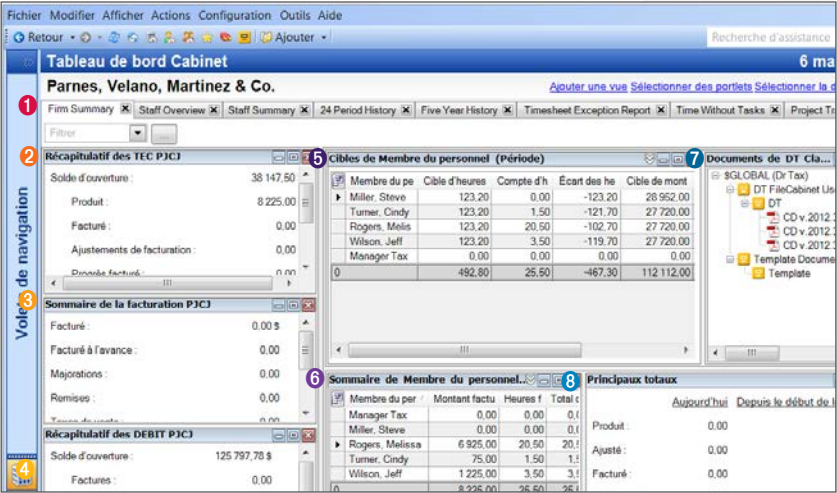 Fichier Modifier Afficher Actions Configuration Outils Aide
Retour Ajouter Recherche d'assistance
Tableau de bord Cabinet 6 ma
Parnes, Velano, Martinez & Co. Ajouter une vue Sélectionner des portlets Sélectionner la d
1 Firm Summary Staff Overview Staff Summary 24 Period History Five Year History Timesheet Exception Report Time Without Tasks Project Tr
Filtrer ...
Volet de navigation
2 Récapitulatif des TEC PJCJ
Solde d'ouverture : 38 147,50
Produit : 8 225.00
Facturé : 0,00
Ajustements de facturation : 0,00
Progrès facturé : 0,00
3 Sommaire de la facturation PJCJ
Facturé : 0.00 $
Facturé à l'avance : 0,00
Majorations : 0,00
Remises : 0,00
Taxes de vente : 0,00
4
Récapitulatif des DEBIT PJCJ
Solde d'ouverture : 125 797,78 $
Factures : 0,00
5 Cibles de Membre du personnel (Période)
Membre du pe Cible d'heures Compte d'h Écart des he Cible de mont
Miller, Steve 123,20 0,00 -123,20 28 952,00
Turner, Cindy 123,20 1,50 -121,70 27 720,00
Rogers, Melis 123,20 20,50 -102,70 27 720,00
Wilson, Jeff 123,20 3,50 -119,70 27 720,00
Manager Tax 0,00 0,00 0,00 0,00
0 492,80 25,50 -467,30 112 112,00
6 Sommaire de Membre du personnel...
Membre du per Montant factu Heures f Total d
Manager Tax 0,00 0,00 0,(
Miller, Steve 0,00 0,00 0,(
Rogers, Melissa 6 925,00 20,50 20,
Turner, Cindy 75.00 1,50 1,
Wilson, Jeff 1 225,00 3,50 3,
0 8 225,00 25,50 25,
7 Documents de DT Cla...
$GLOBAL (Dr Tax)
DT FileCabinet Us
DT
CD v.2012.
CD v.2012.
CD v.2012.
Template Docume
Template
8 Principaux totaux
Aujourd'hui Depuis le début de l
Produit : 0,00
Ajusté : 0,00
Facturé : 0,00